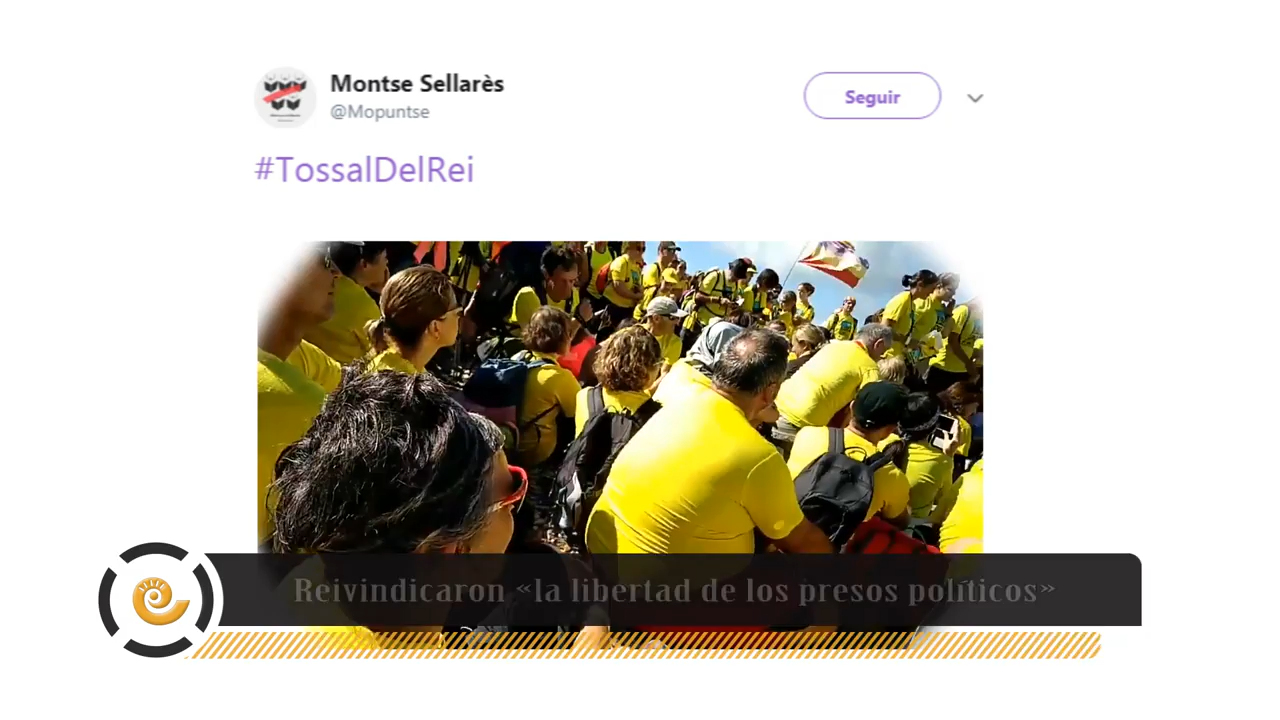 Montse Sellarès
@Mopuntse
Seguir
#TossalDelRei
Reivindicaron «la libertad de los presos políticos»